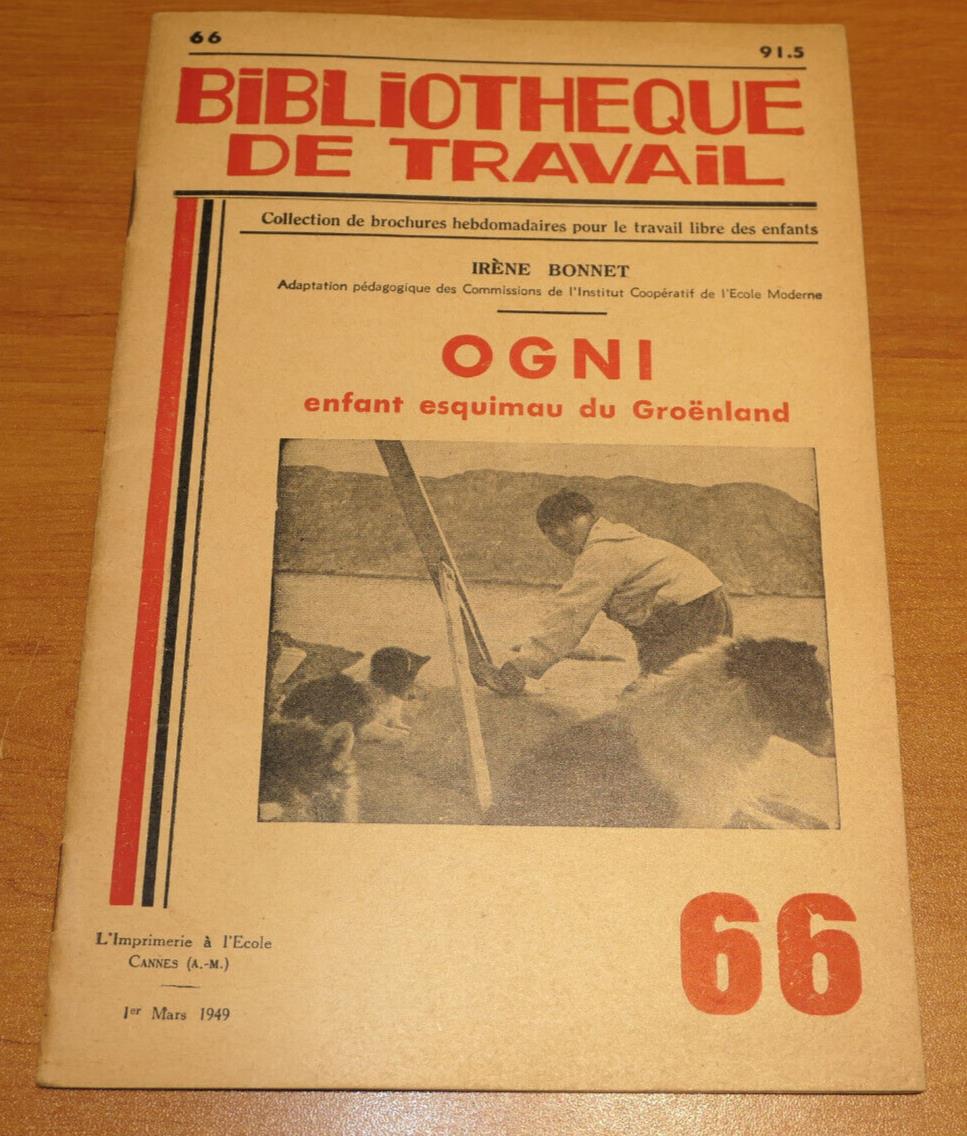 66
91.5
BiBLiOTHEQUE
DE TRAVAiL
Collection de brochures hebdomadaires pour le travail libre des enfants
IRÈNE BONNET
Adaptation pédagogique des Commissions de l'Institut Coopératif de l'Ecole Moderne
OGNI
enfant esquimau du Groënland
66
L'Imprimerie à l'Ecole
CANNES (A.-M.)
1er Mars 1949